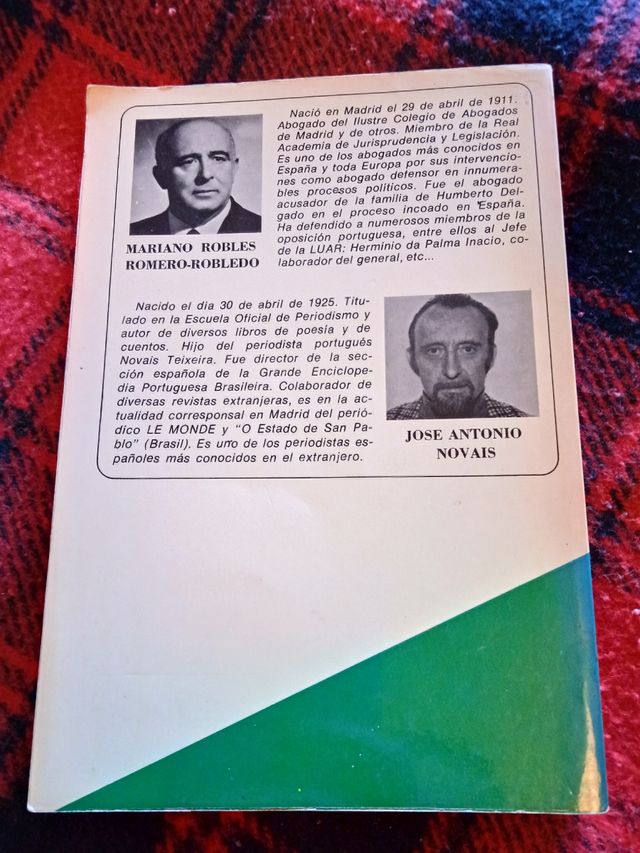 Nació en Madrid el 29 de abril de 1911.
Abogado del Ilustre Colegio de Abogados
de Madrid y de otros. Miembro de la Real
Academia de Jurisprudencia y Legislación.
Es uno de los abogados más conocidos en
España y toda Europa por sus intervencio-
nes como abogado defensor en innumera-
bles procesos políticos. Fue el abogado
acusador de la familia de Humberto Del-
gado en el proceso incoado en España.
Ha defendido a numerosos miembros de la
oposición portuguesa, entre ellos al Jefe
de la LUAR: Herminio da Palma Inacio, co-
laborador del general, etc...
MARIANO ROBLES
ROMERO-ROBLEDO
Nacido el día 30 de abril de 1925. Titu-
lado en la Escuela Oficial de Periodismo y
autor de diversos libros de poesía y de
cuentos. Hijo del periodista portugués
Novais Teixeira. Fue director de la sec-
ción española de la Grande Enciclope-
dia Portuguesa Brasileira. Colaborador de
diversas revistas extranjeras, es en la ac-
tualidad corresponsal en Madrid del perió-
dico LE MONDE y "O Estado de San Pa-
blo" (Brasil). Es uno de los periodistas es-
pañoles más conocidos en el extranjero.
JOSE ANTONIO
NOVAIS